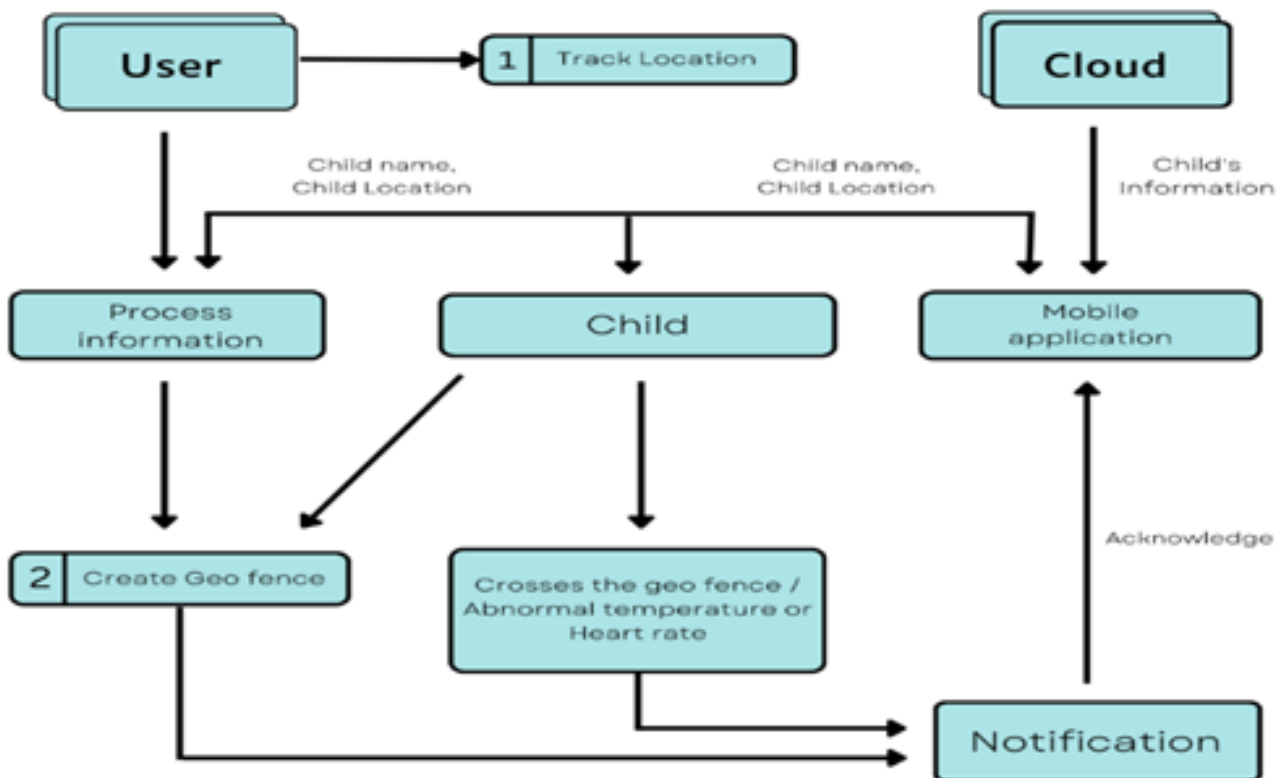 User
1 Track Location
Cloud
Child name,
Child Location
Child name,
Child Location
Child's
Information
Process
information
Child
Mobile
application
Acknowledge
2 Create Geo fence
Crosses the geo fence /
Abnormal temperature or
Heart rate
Notification